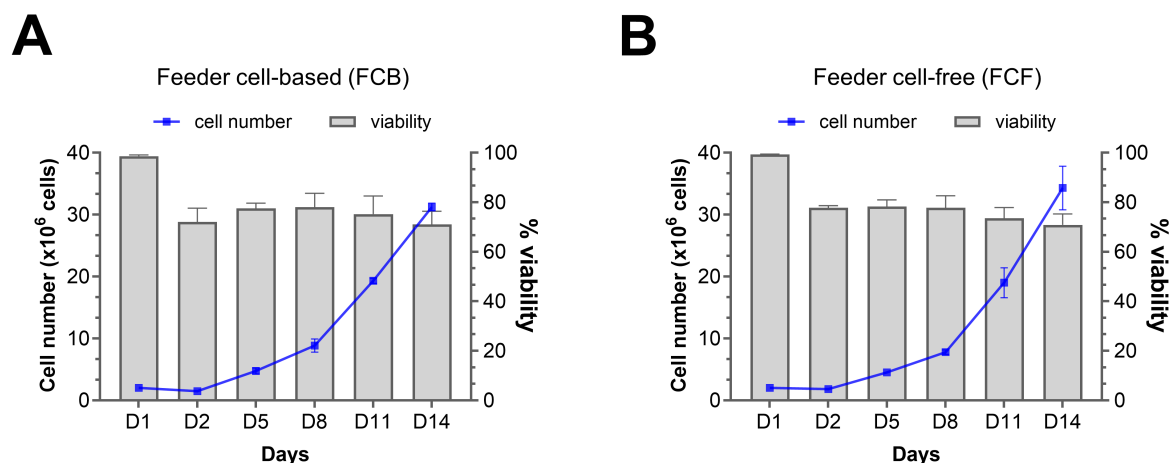 A
Feeder cell-based (FCB)
cell number
viability
Cell number (x10⁶ cells)
40
30
20
10
0
100
80
60
40
20
0
% viability
D1 D2 D5 D8 D11 D14
Days
B
Feeder cell-free (FCF)
cell number
viability
Cell number (x10⁶ cells)
40
30
20
10
0
100
80
60
40
20
0
% viability
D1 D2 D5 D8 D11 D14
Days